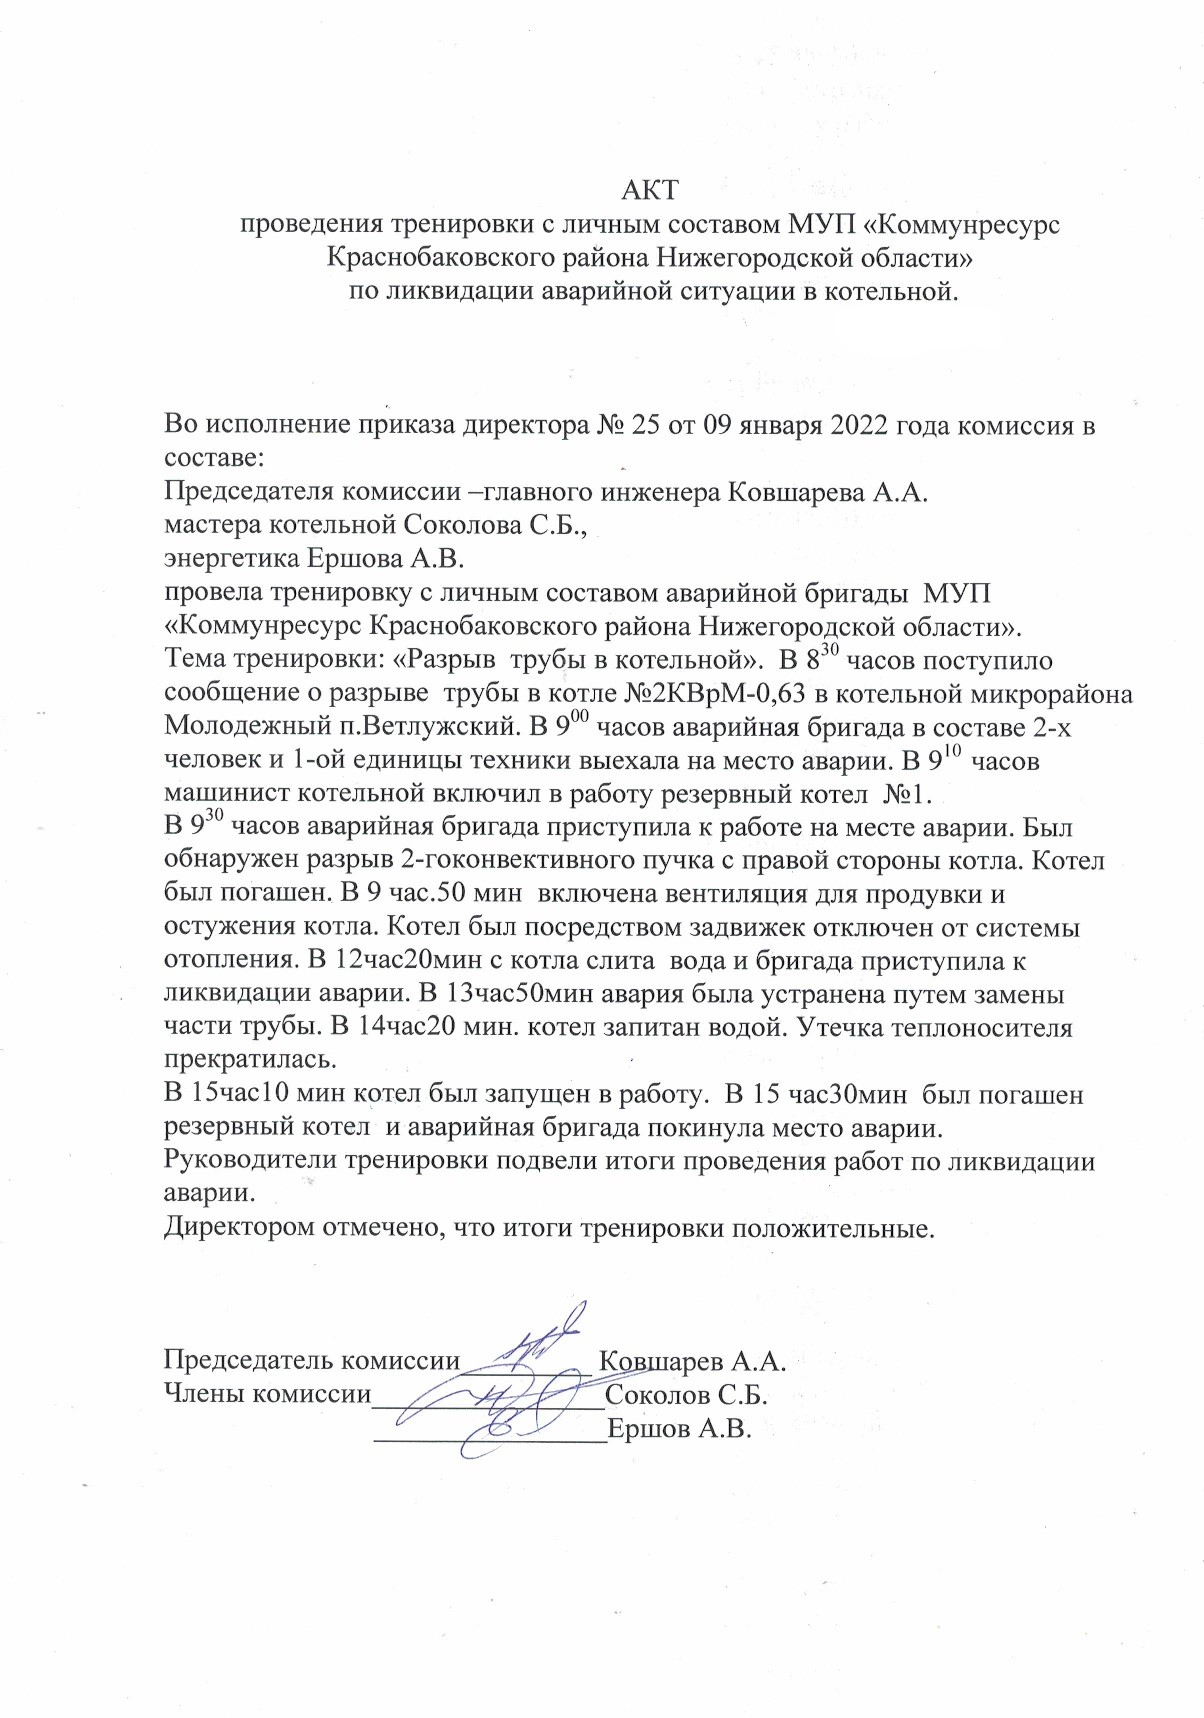 АКТ
проведения тренировки с личным составом МУП «Коммунресурс
Краснобаковского района Нижегородской области»
по ликвидации аварийной ситуации в котельной.
Во исполнение приказа директора № 25 от 09 января 2022 года комиссия в
составе:
Председателя комиссии –главного инженера Ковшарева А.А.
мастера котельной Соколова С.Б.,
энергетика Ершова А.В.
провела тренировку с личным составом аварийной бригады  МУП
«Коммунресурс Краснобаковского района Нижегородской области».
Тема тренировки: «Разрыв  трубы в котельной».  В 8³⁰ часов поступило
сообщение о разрыве  трубы в котле №2КВрМ-0,63 в котельной микрорайона
Молодежный п.Ветлужский. В 9⁰⁰ часов аварийная бригада в составе 2-х
человек и 1-ой единицы техники выехала на место аварии. В 9¹⁰ часов
машинист котельной включил в работу резервный котел  №1.
В 9³⁰ часов аварийная бригада приступила к работе на месте аварии. Был
обнаружен разрыв 2-гоконвективного пучка с правой стороны котла. Котел
был погашен. В 9 час.50 мин  включена вентиляция для продувки и
остужения котла. Котел был посредством задвижек отключен от системы
отопления. В 12час20мин с котла слита  вода и бригада приступила к
ликвидации аварии. В 13час50мин авария была устранена путем замены
части трубы. В 14час20 мин. котел запитан водой. Утечка теплоносителя
прекратилась.
В 15час10 мин котел был запущен в работу.  В 15 час30мин  был погашен
резервный котел  и аварийная бригада покинула место аварии.
Руководители тренировки подвели итоги проведения работ по ликвидации
аварии.
Директором отмечено, что итоги тренировки положительные.
Председатель комиссии_________ Ковшарев А.А.
Члены комиссии________________Соколов С.Б.
________________Ершов А.В.